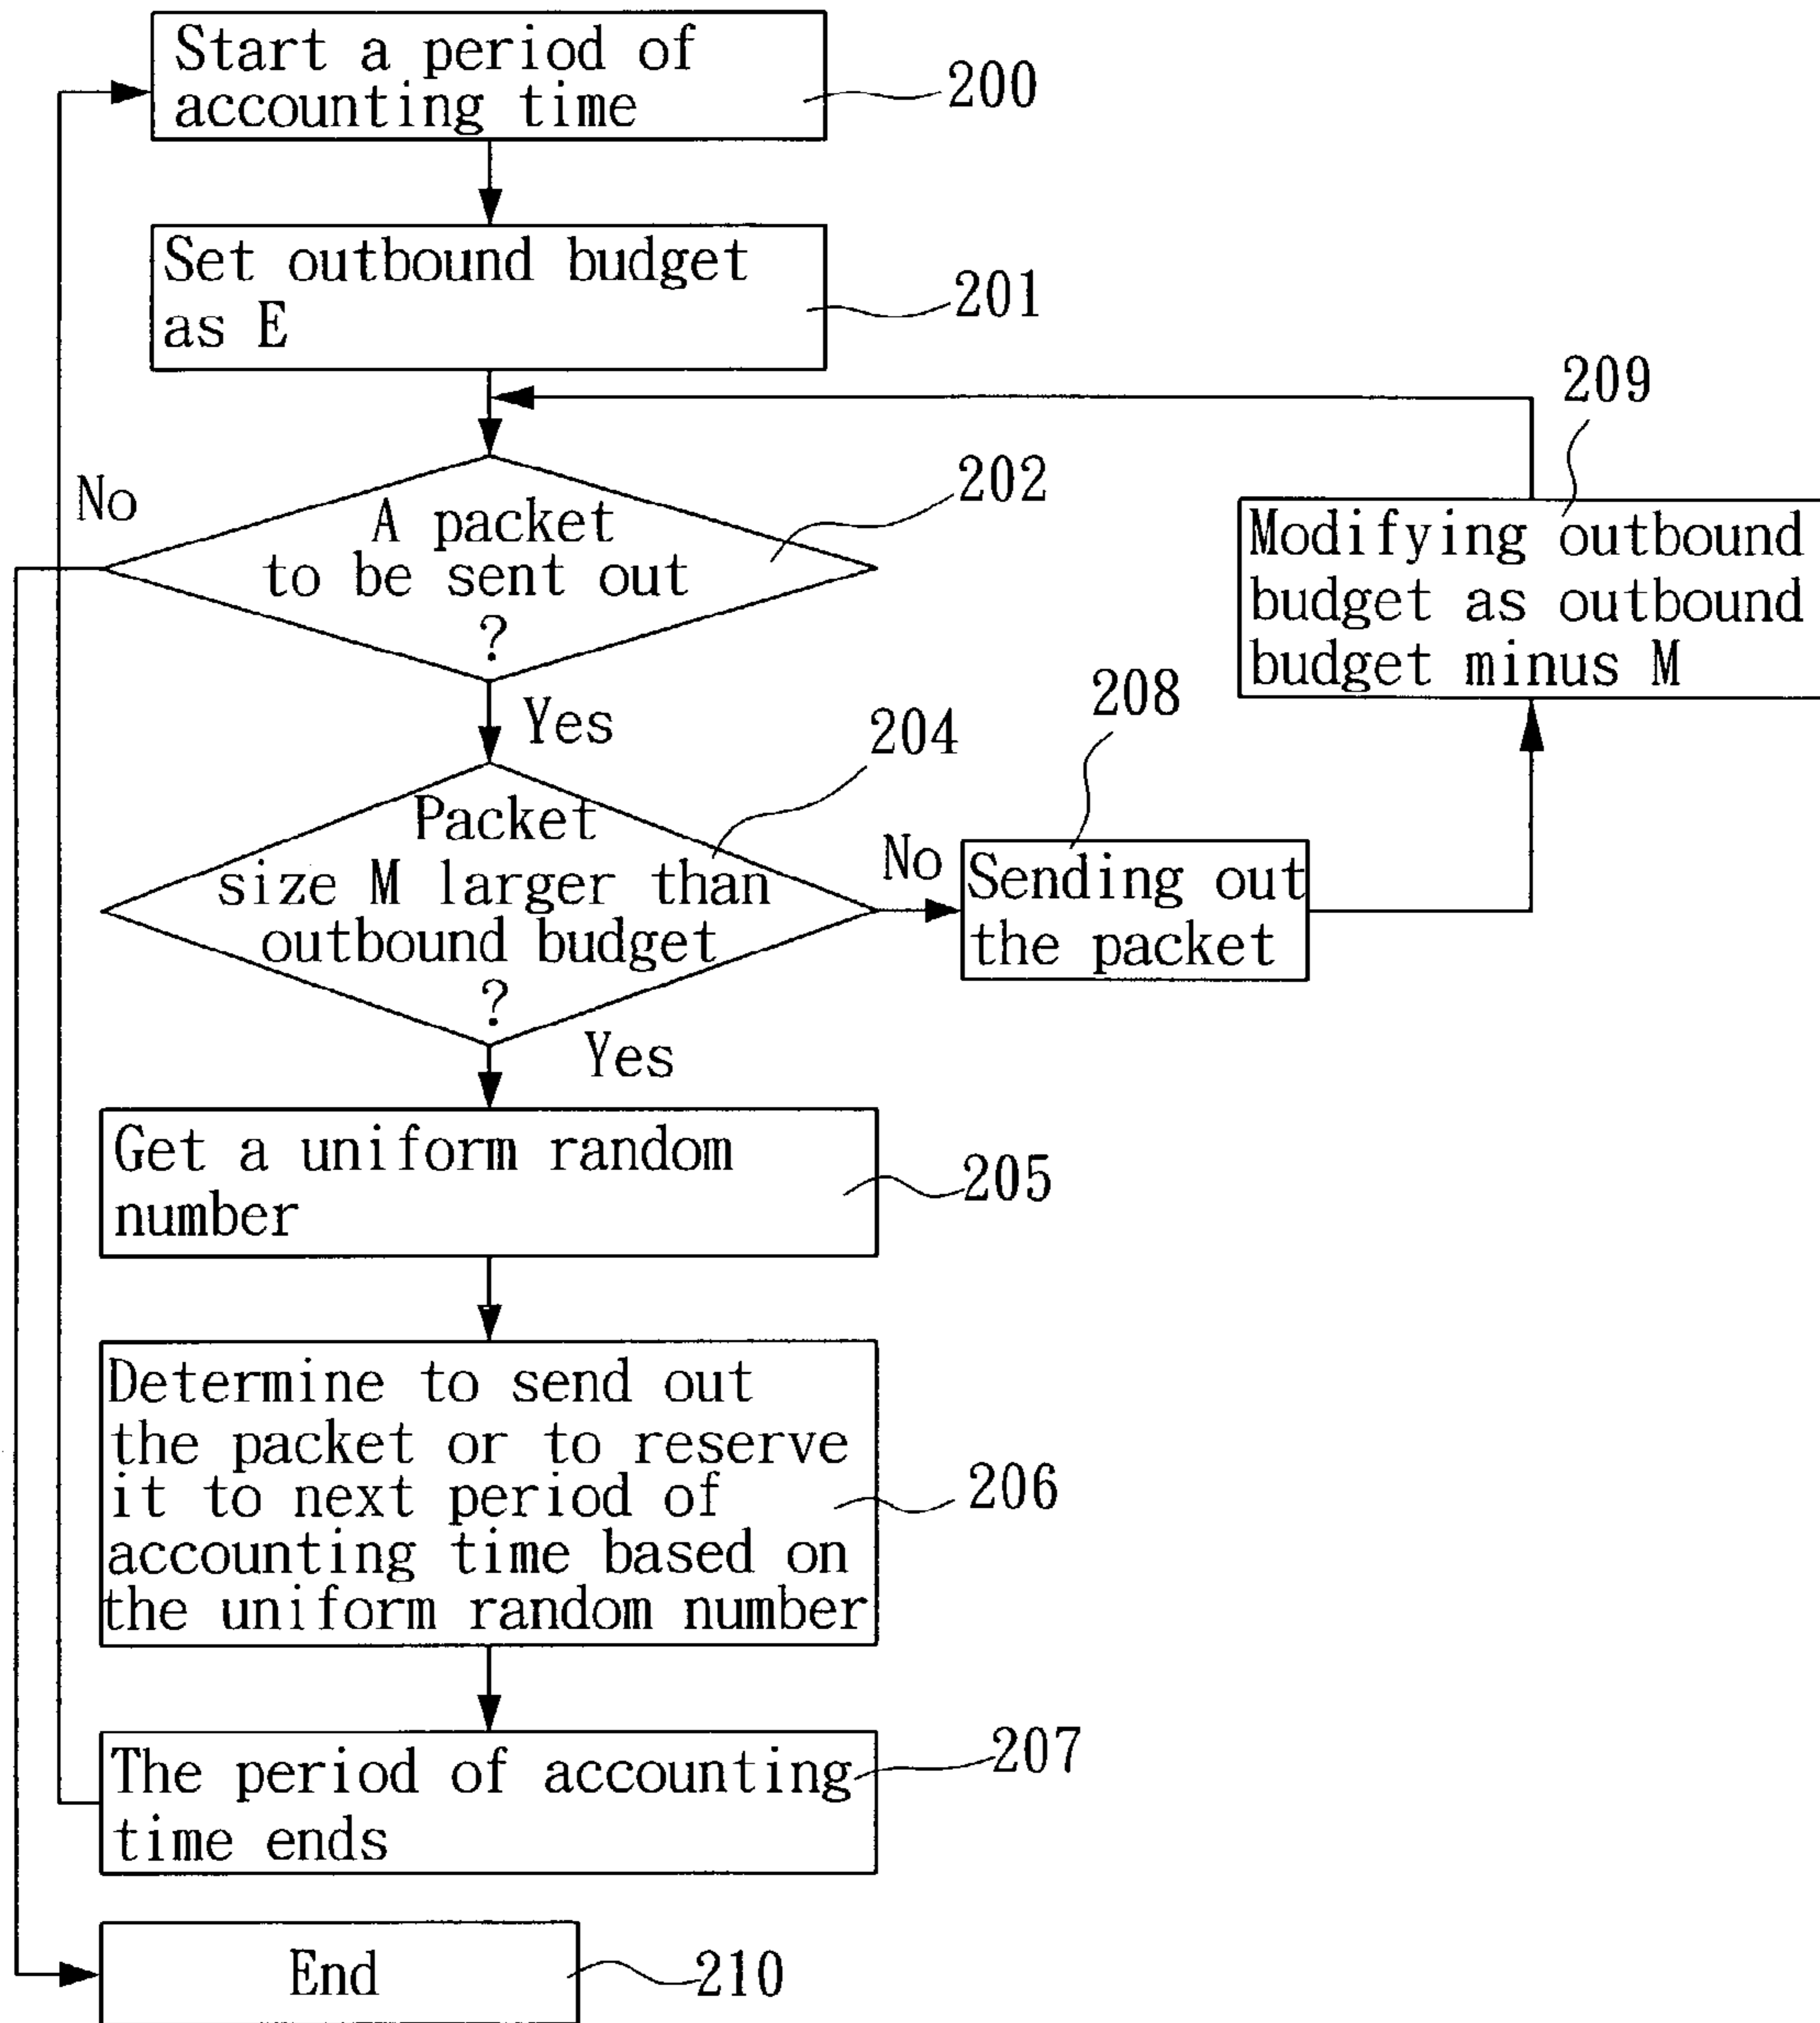 Start a period of
accounting time
200
Set outbound budget
as E
201
209
No
A packet
to be sent out
?
202
Modifying outbound
budget as outbound
budget minus M
Yes
208
204
Packet
size M larger than
outbound budget
?
No
Sending out
the packet
Yes
Get a uniform random
number
205
Determine to send out
the packet or to reserve
it to next period of
accounting time based on
the uniform random number
206
The period of accounting
time ends
207
End
210